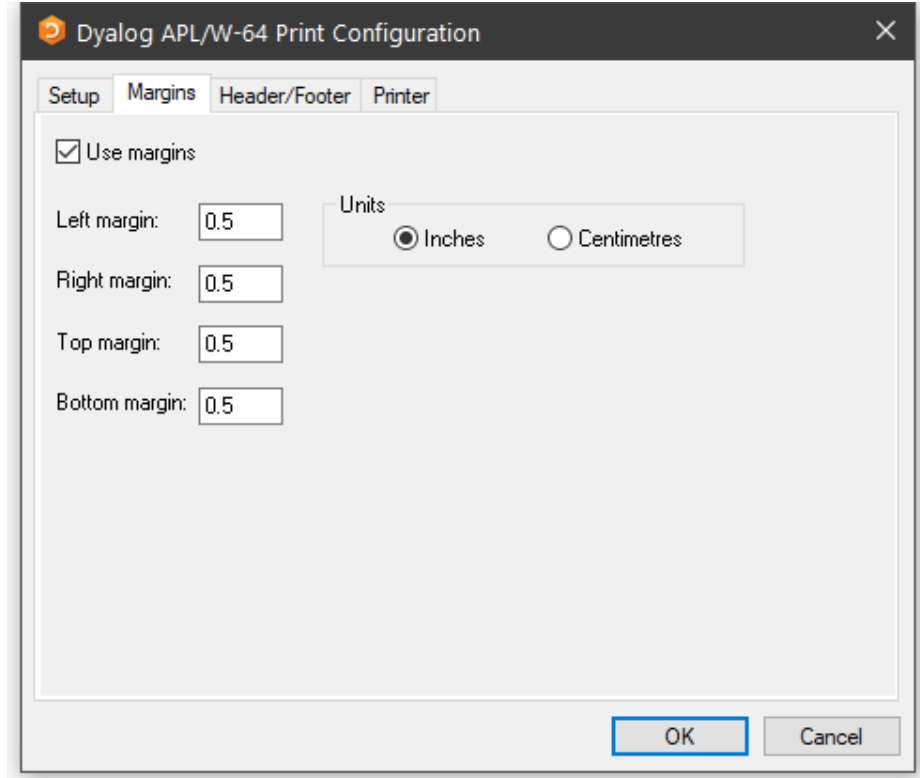 Dyalog APL/W-64 Print Configuration
Setup Margins Header/Footer Printer
Use margins
Units
Left margin: 0.5 Inches Centimetres
Right margin: 0.5
Top margin: 0.5
Bottom margin: 0.5
OK Cancel